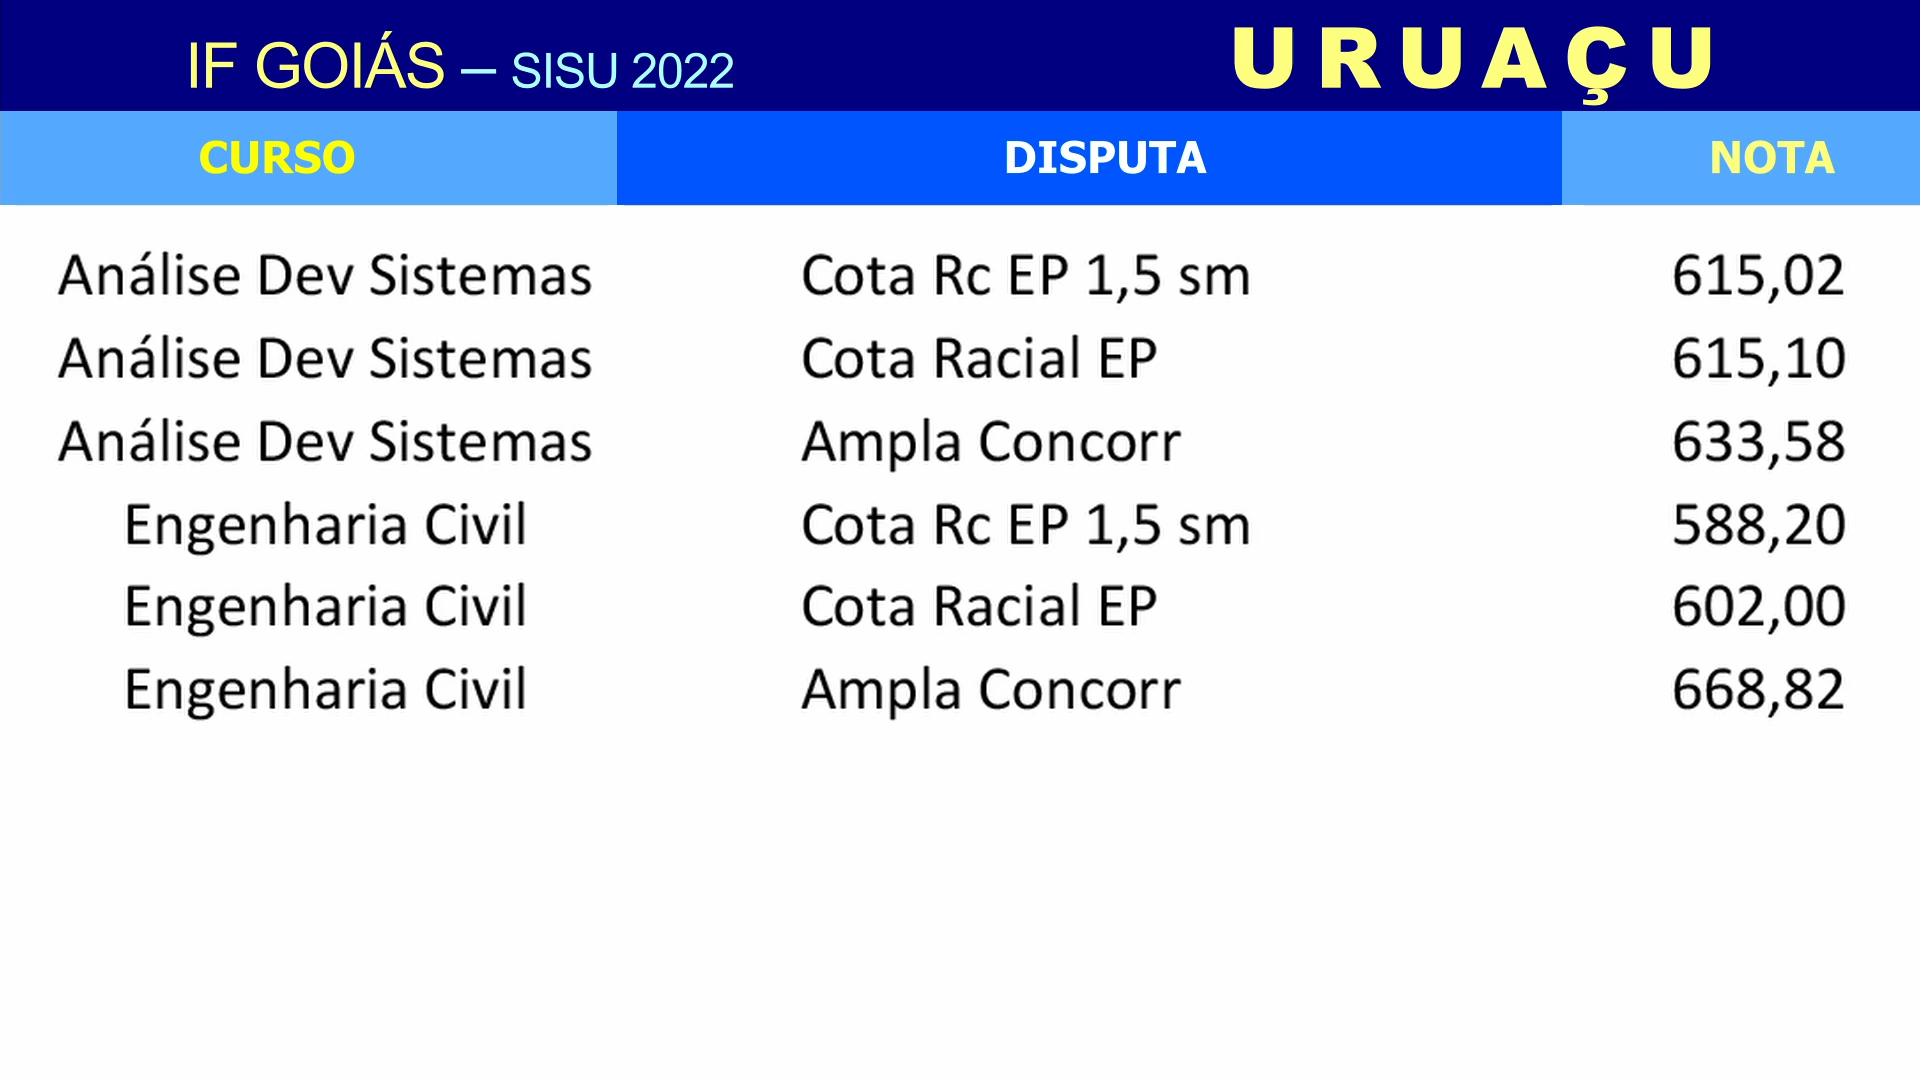 IF GOIÁS – SISU 2022 URUAÇU
CURSO DISPUTA NOTA
Análise Dev Sistemas Cota Rc EP 1,5 sm 615,02
Análise Dev Sistemas Cota Racial EP 615,10
Análise Dev Sistemas Ampla Concorr 633,58
Engenharia Civil Cota Rc EP 1,5 sm 588,20
Engenharia Civil Cota Racial EP 602,00
Engenharia Civil Ampla Concorr 668,82